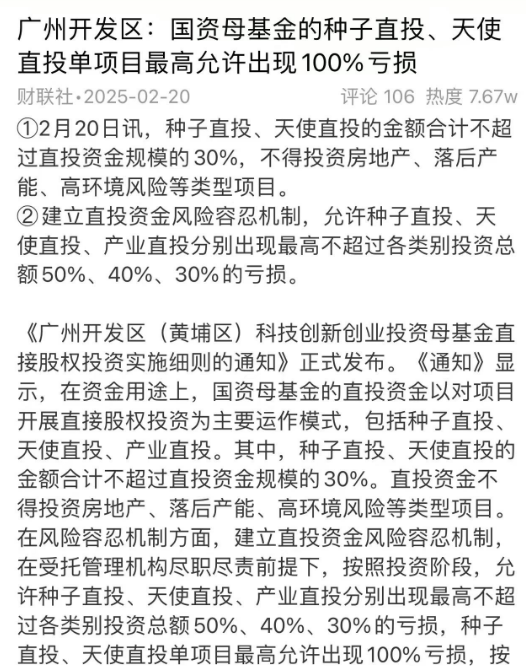 广州开发区：国资母基金的种子直投、天使
直投单项目最高允许出现100%亏损
财联社·2025-02-20 评论 106 热度 7.67w
①2月20日讯，种子直投、天使直投的金额合计不超
过直投资金规模的30%，不得投资房地产、落后产
能、高环境风险等类型项目。
②建立直投资金风险容忍机制，允许种子直投、天
使直投、产业直投分别出现最高不超过各类别投资总
额50%、40%、30%的亏损。
《广州开发区（黄埔区）科技创新创业投资母基金直
接股权投资实施细则的通知》正式发布。《通知》显
示，在资金用途上，国资母基金的直投资金以对项目
开展直接股权投资为主要运作模式，包括种子直投、
天使直投、产业直投。其中，种子直投、天使直投的
金额合计不超过直投资金规模的30%。直投资金不
得投资房地产、落后产能、高环境风险等类型项目。
在风险容忍机制方面，建立直投资金风险容忍机制，
在受托管理机构尽职尽责前提下，按照投资阶段，允
许种子直投、天使直投、产业直投分别出现最高不超
过各类别投资总额50%、40%、30%的亏损，种子
直投、天使直投单项目最高允许出现100%亏损，按